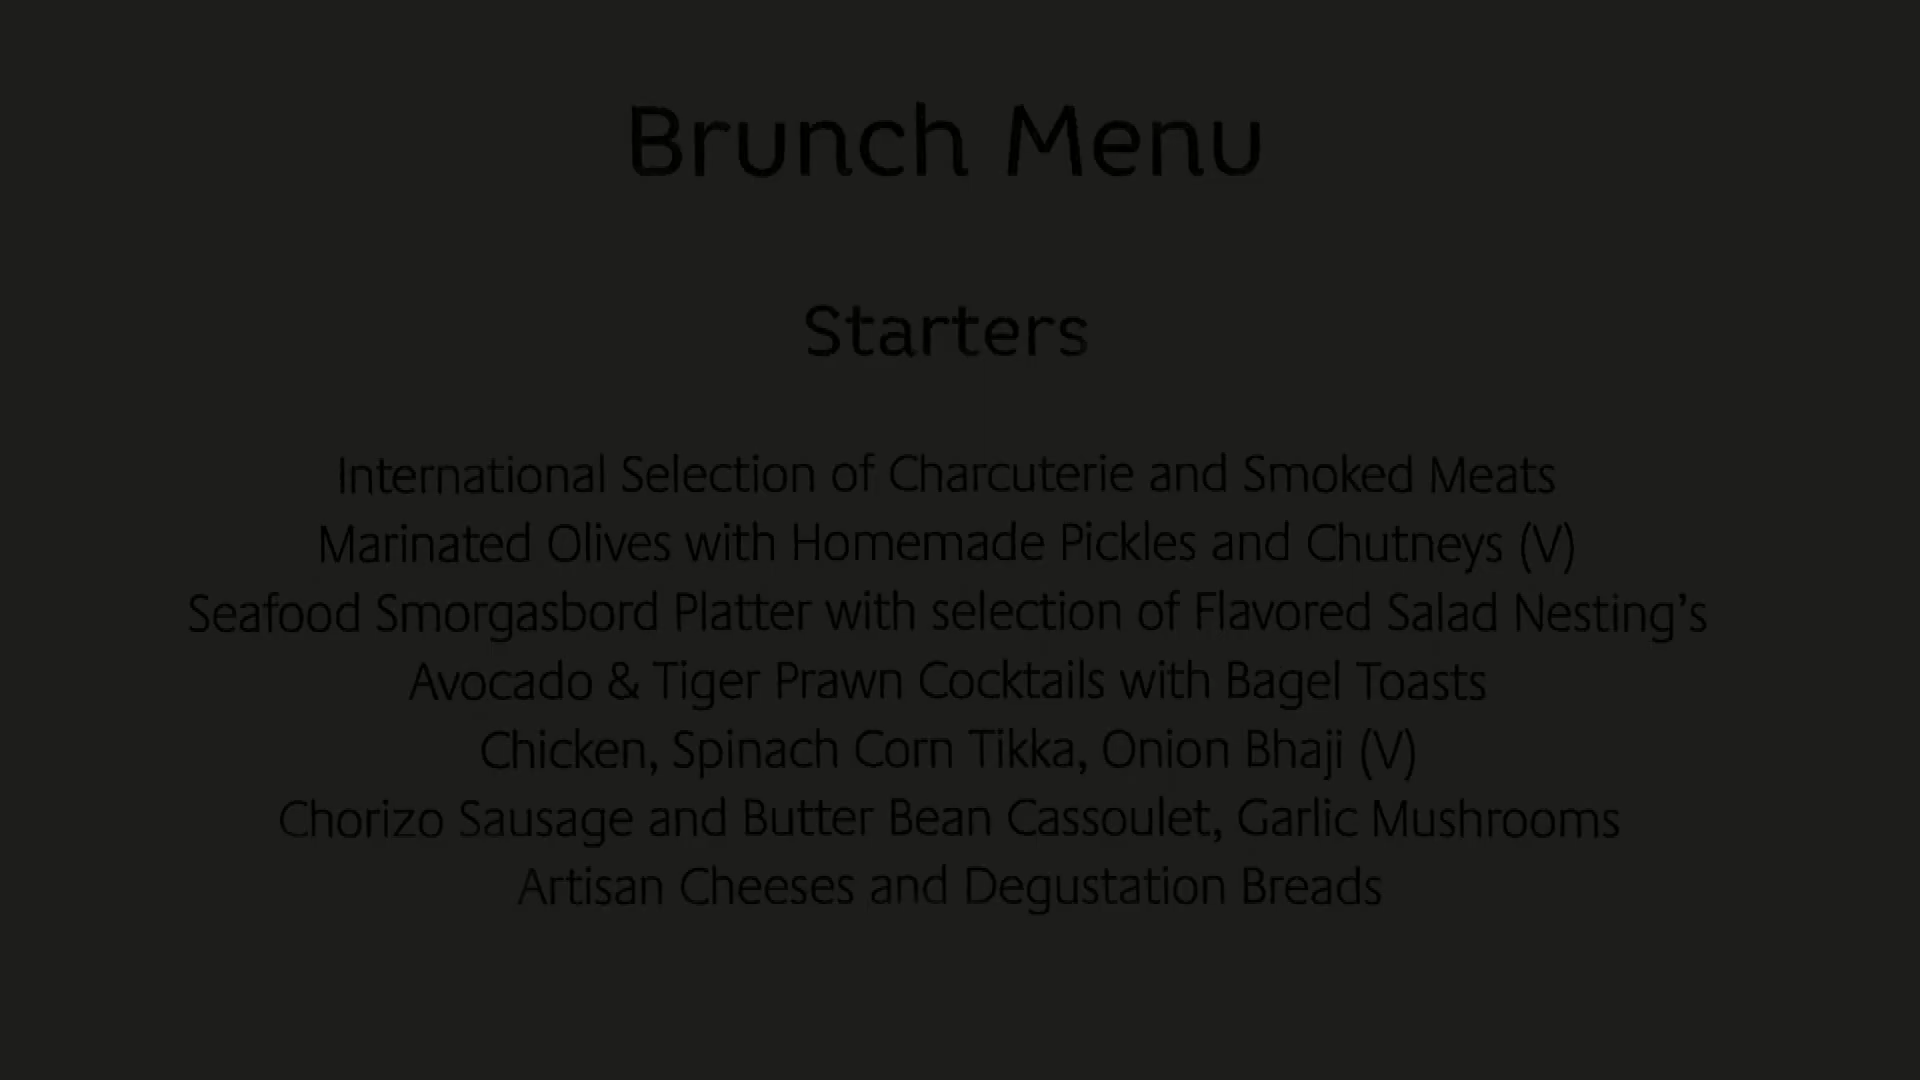 Brunch Menu
Starters
International Selection of Charcuterie and Smoked Meats
Marinated Olives with Homemade Pickles and Chutneys (V)
Seafood Smorgasbord Platter with selection of Flavored Salad Nesting’s
Avocado & Tiger Prawn Cocktails with Bagel Toasts
Chicken, Spinach Corn Tikka, Onion Bhaji (V)
Chorizo Sausage and Butter Bean Cassoulet, Garlic Mushrooms
Artisan Cheeses and Degustation Breads